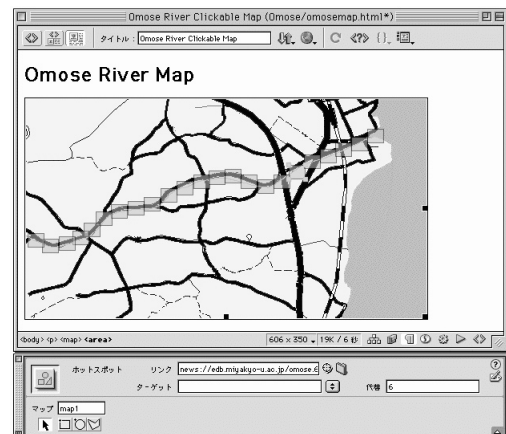 Omose River Clickable Map (Omose/omosemap.html*)
タイトル : Omose River Clickable Map
Omose River Map
<body> <p> <map> <area>
606 x 350 19K / 6 秒
ホットスポット リンク news://edb.miyakyo-u.ac.jp/omose.6
ターゲット 代替 6
マップ map1